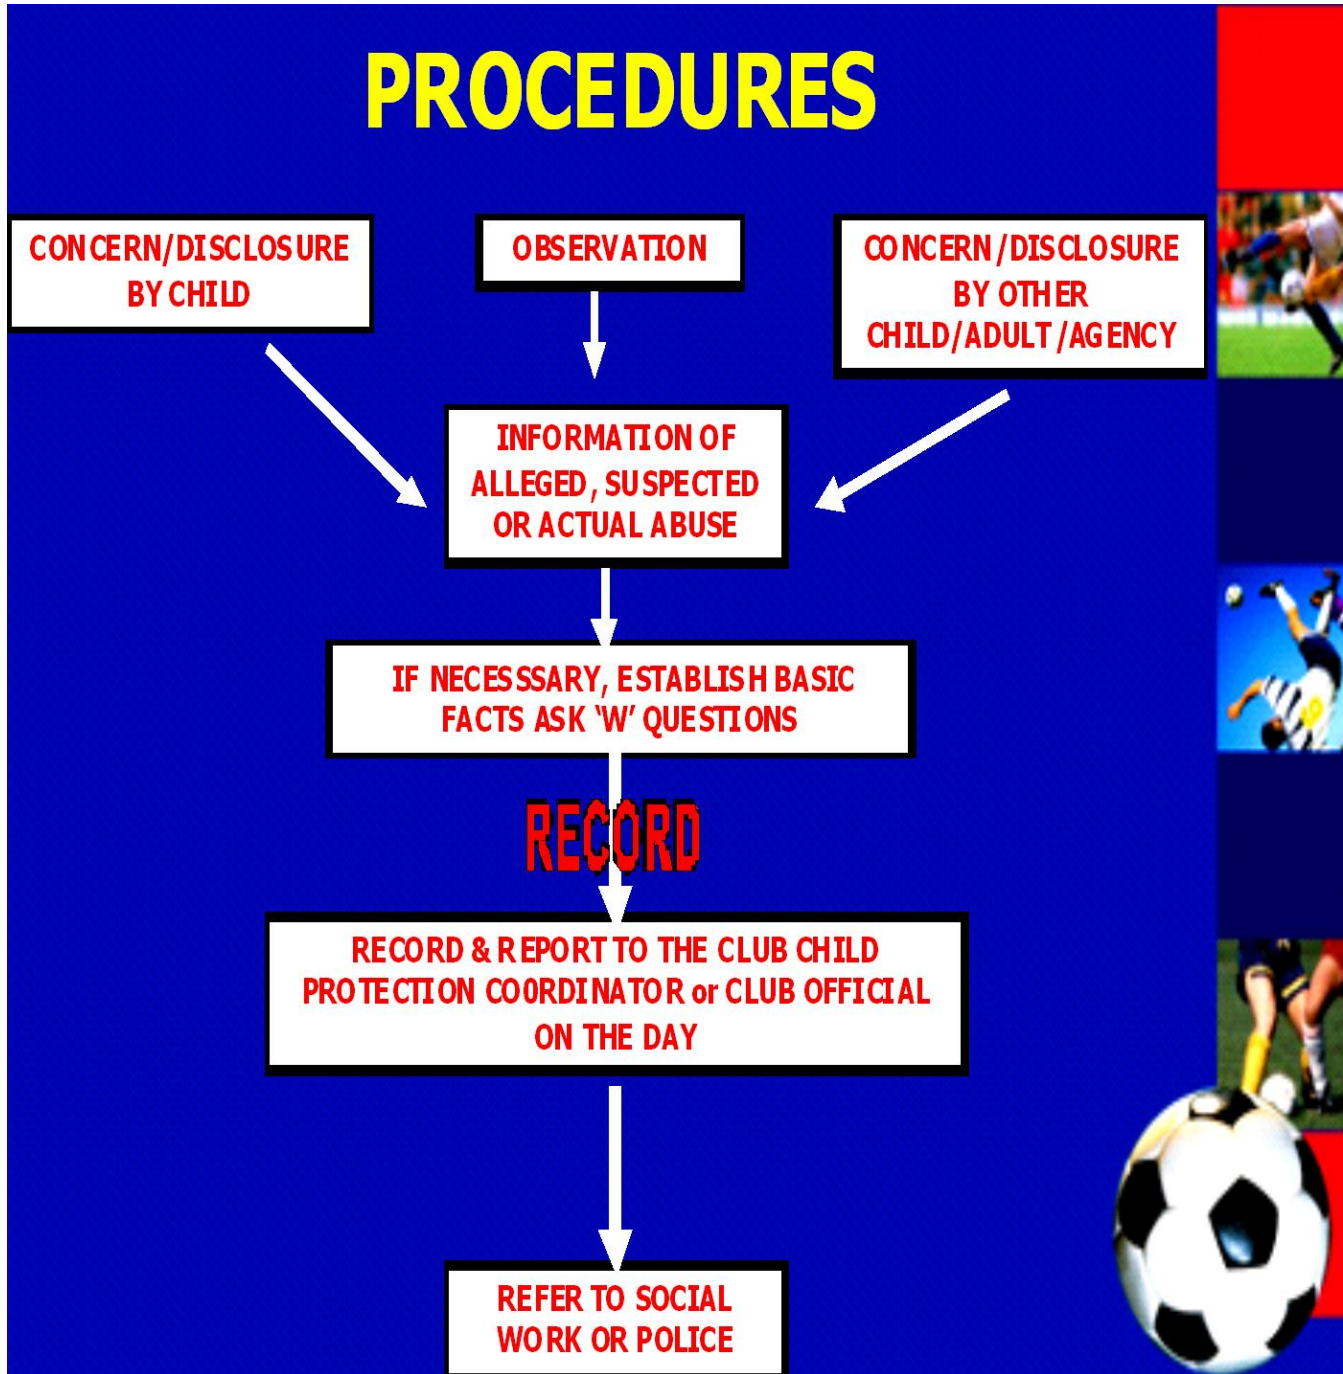 PROCEDURES
CONCERN/DISCLOSURE
BY CHILD
OBSERVATION
CONCERN/DISCLOSURE
BY OTHER
CHILD/ADULT/AGENCY
INFORMATION OF
ALLEGED, SUSPECTED
OR ACTUAL ABUSE
IF NECESSSARY, ESTABLISH BASIC
FACTS ASK ‘W’ QUESTIONS
RECORD
RECORD & REPORT TO THE CLUB CHILD
PROTECTION CO0RDINATOR or CLUB OFFICIAL
ON THE DAY
REFER TO SOCIAL
WORK OR POLICE